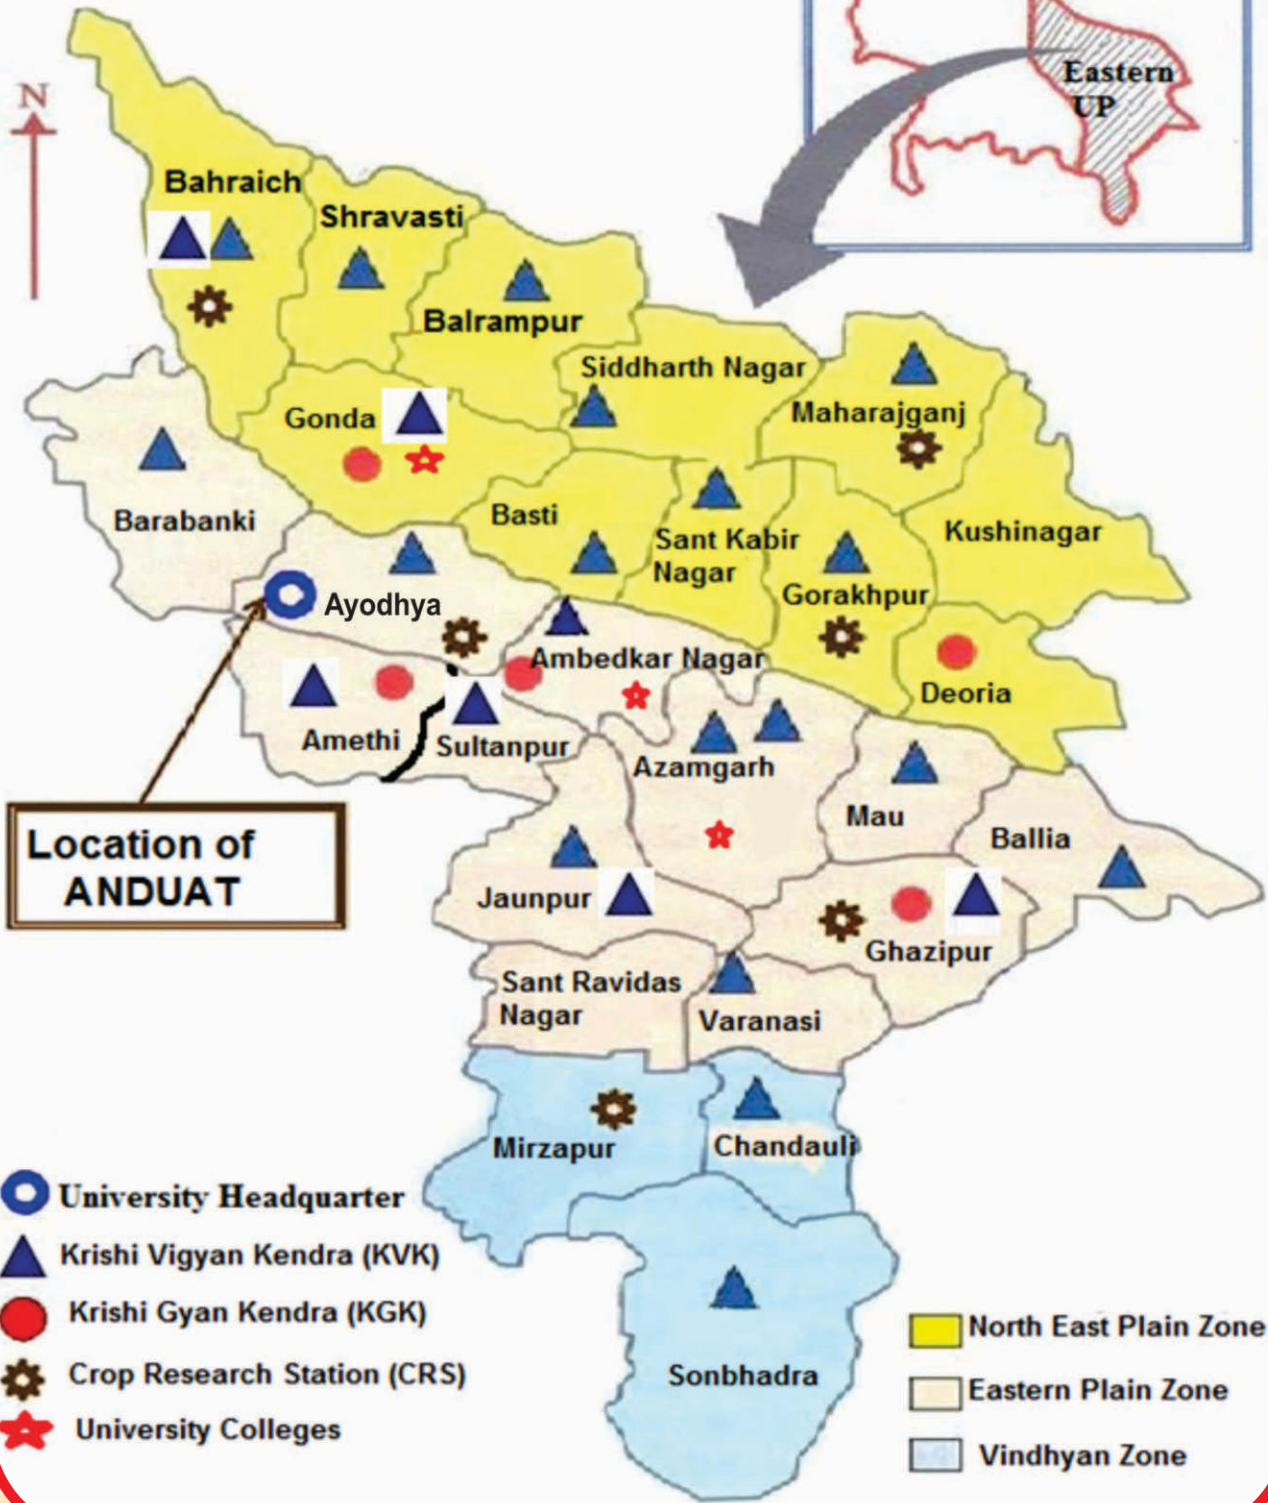 N
Eastern
UP
Bahraich
Shravasti
Balrampur
Siddharth Nagar
Maharajganj
Gonda
Basti
Sant Kabir
Nagar
Kushinagar
Barabanki
Gorakhpur
Ayodhya
Ambedkar Nagar
Deoria
Amethi
Sultanpur
Azamgarh
Mau
Ballia
Location of
ANDUAT
Jaunpur
Ghazipur
Sant Ravidas
Nagar
Varanasi
Mirzapur
Chandauli
Sonbhadra
University Headquarter
Krishi Vigyan Kendra (KVK)
Krishi Gyan Kendra (KGK)
Crop Research Station (CRS)
University Colleges
North East Plain Zone
Eastern Plain Zone
Vindhyan Zone